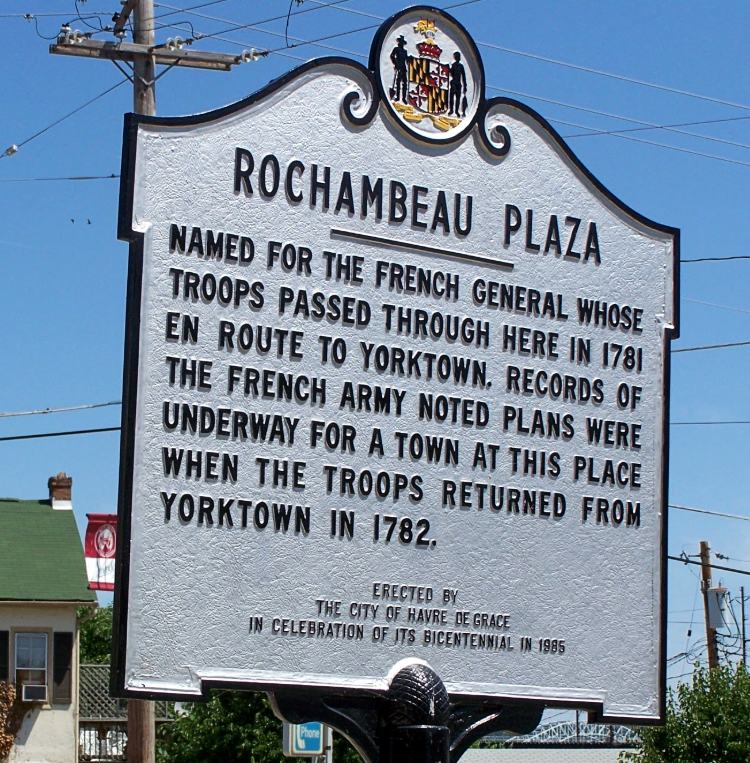 ROCHAMBEAU PLAZA
NAMED FOR THE FRENCH GENERAL WHOSE
TROOPS PASSED THROUGH HERE IN 1781
EN ROUTE TO YORKTOWN. RECORDS OF
THE FRENCH ARMY NOTED PLANS WERE
UNDERWAY FOR A TOWN AT THIS PLACE
WHEN THE TROOPS RETURNED FROM
YORKTOWN IN 1782.
ERECTED BY
THE CITY OF HAVRE DE GRACE
IN CELEBRATION OF ITS BICENTENNIAL IN 1985
Phone